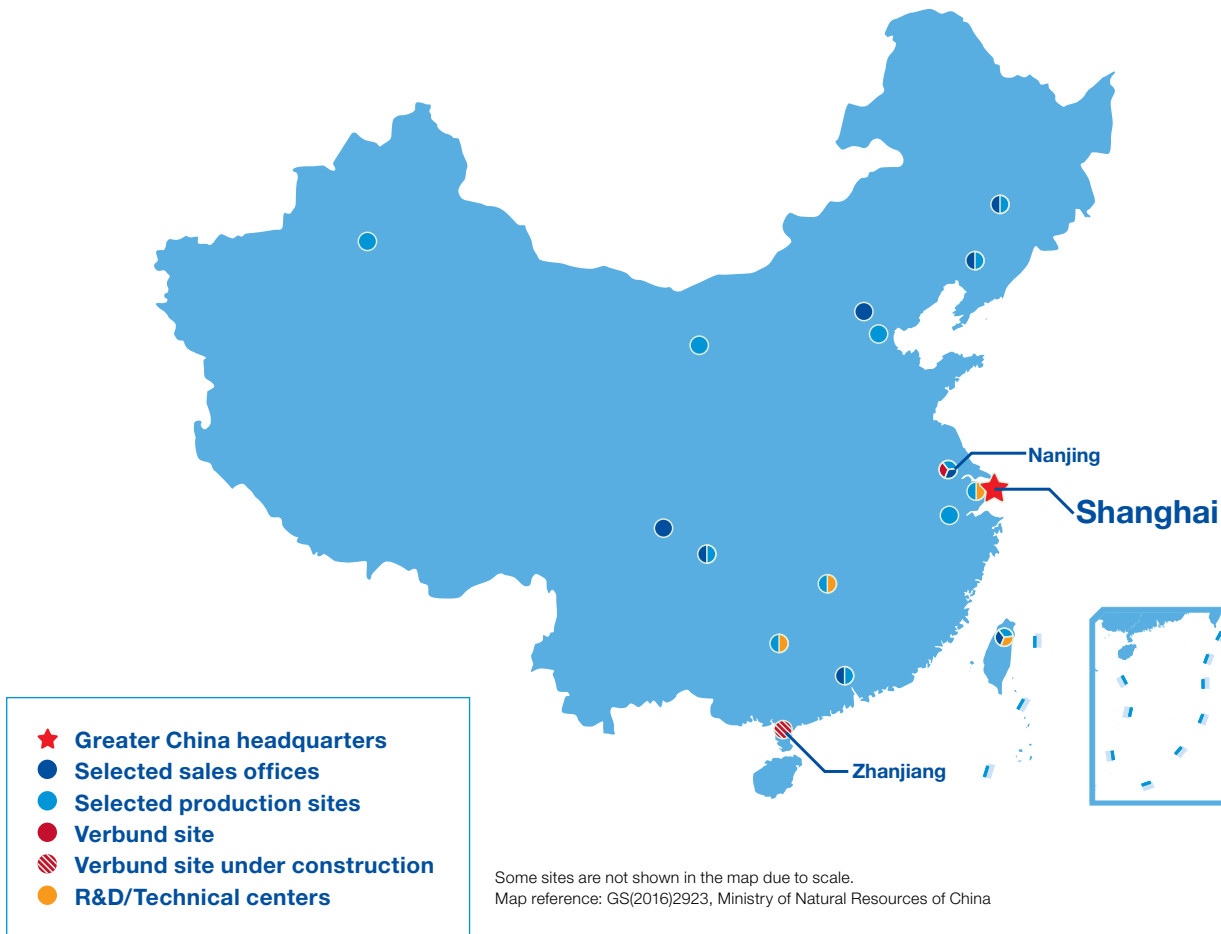 Nanjing
Shanghai
Zhanjiang
Greater China headquarters
Selected sales offices
Selected production sites
Verbund site
Verbund site under construction
R&D/Technical centers
Some sites are not shown in the map due to scale.
Map reference: GS(2016)2923, Ministry of Natural Resources of China